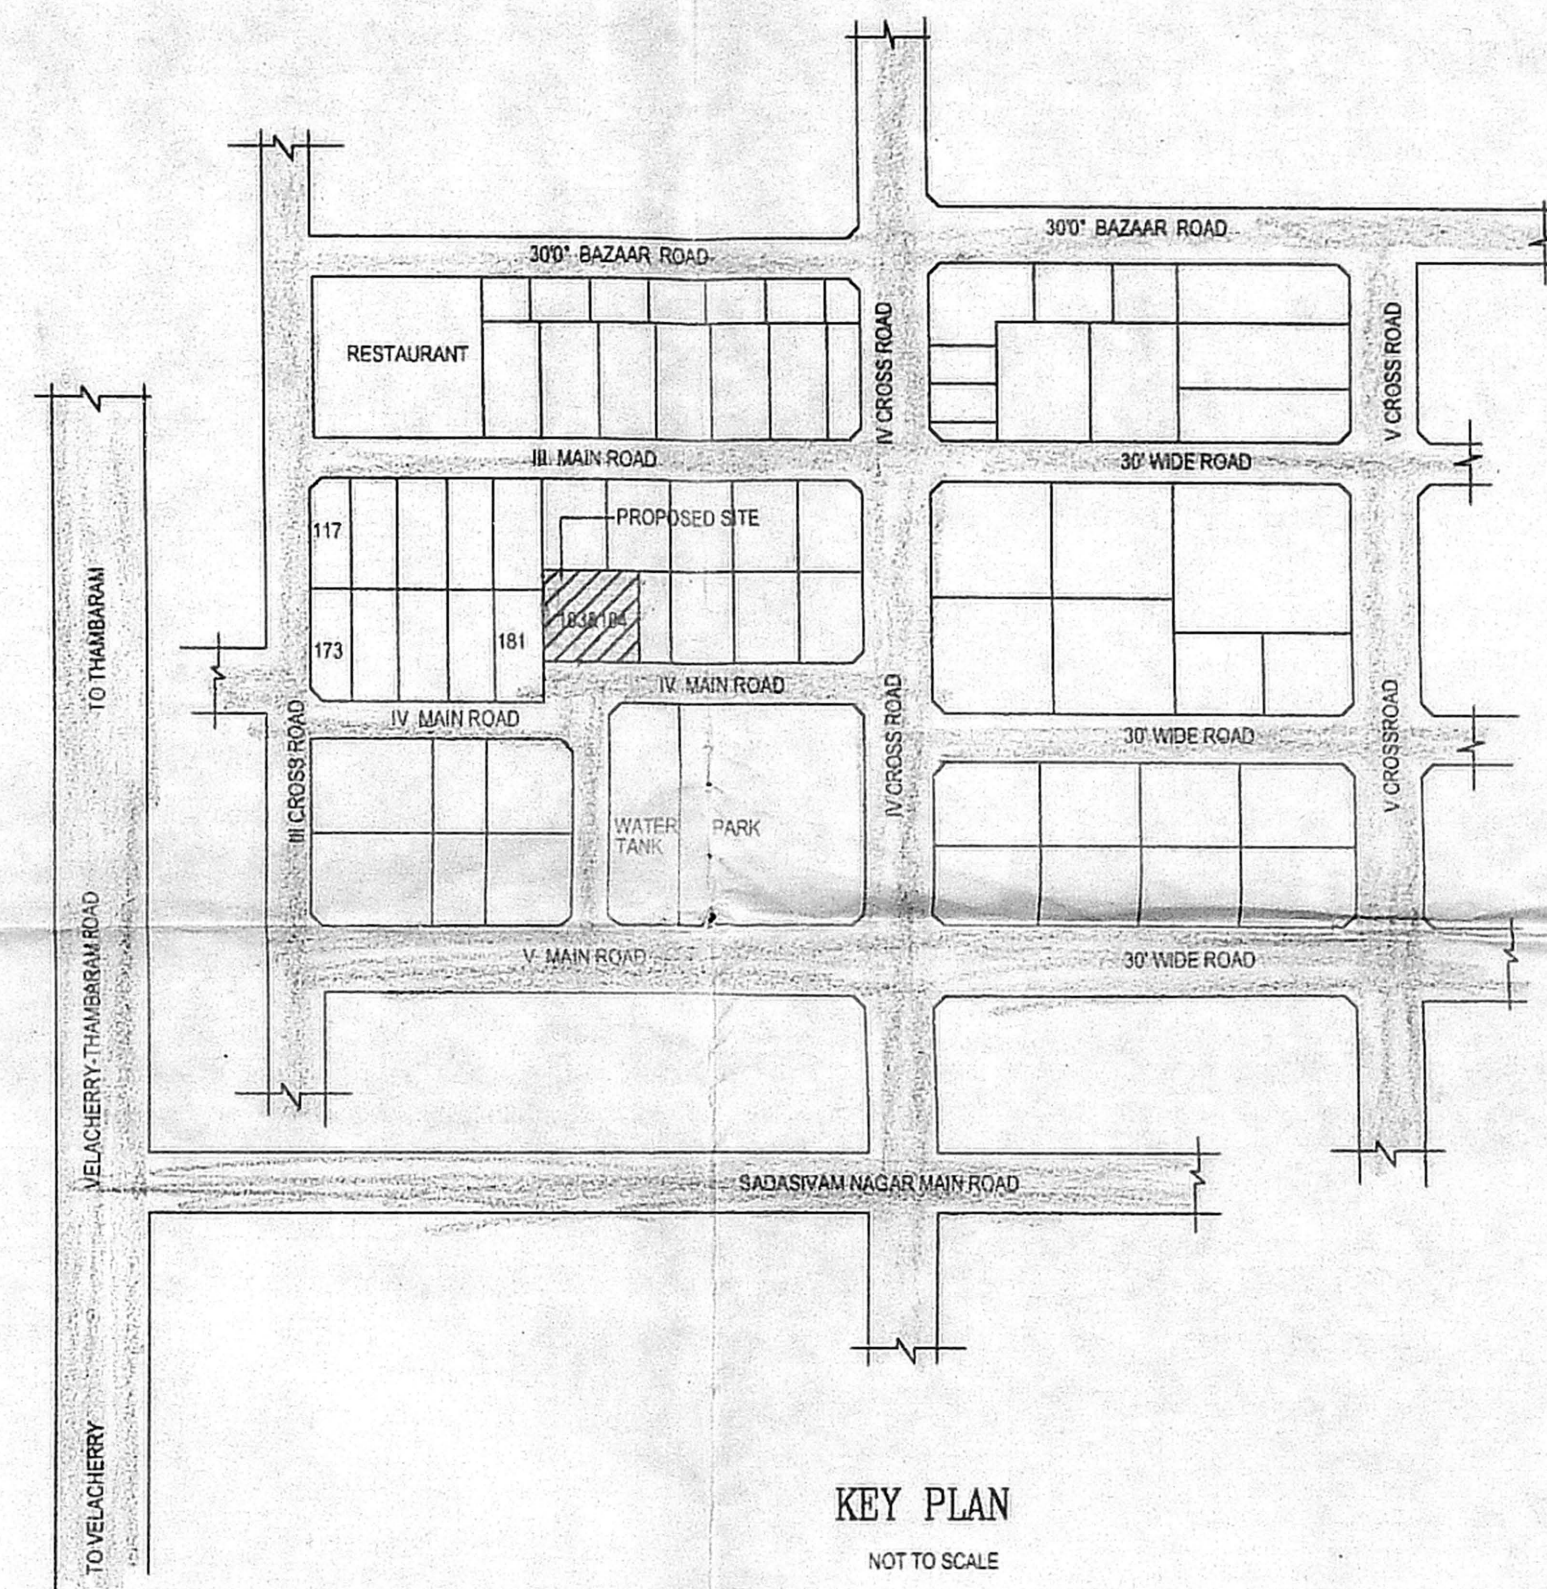 30'0" BAZAAR ROAD
30'0" BAZAAR ROAD
RESTAURANT
IV CROSS ROAD
V CROSS ROAD
III MAIN ROAD
30' WIDE ROAD
117
PROPOSED SITE
183&184
173
181
TO THAMBARAM
IV MAIN ROAD
IV MAIN ROAD
III CROSS ROAD
IV CROSS ROAD
30' WIDE ROAD
V CROSSROAD
WATER
TANK
PARK
V MAIN ROAD
30' WIDE ROAD
VELACHERRY-THAMBARAM ROAD
SADASIVAM NAGAR MAIN ROAD
TO VELACHERRY
KEY PLAN
NOT TO SCALE